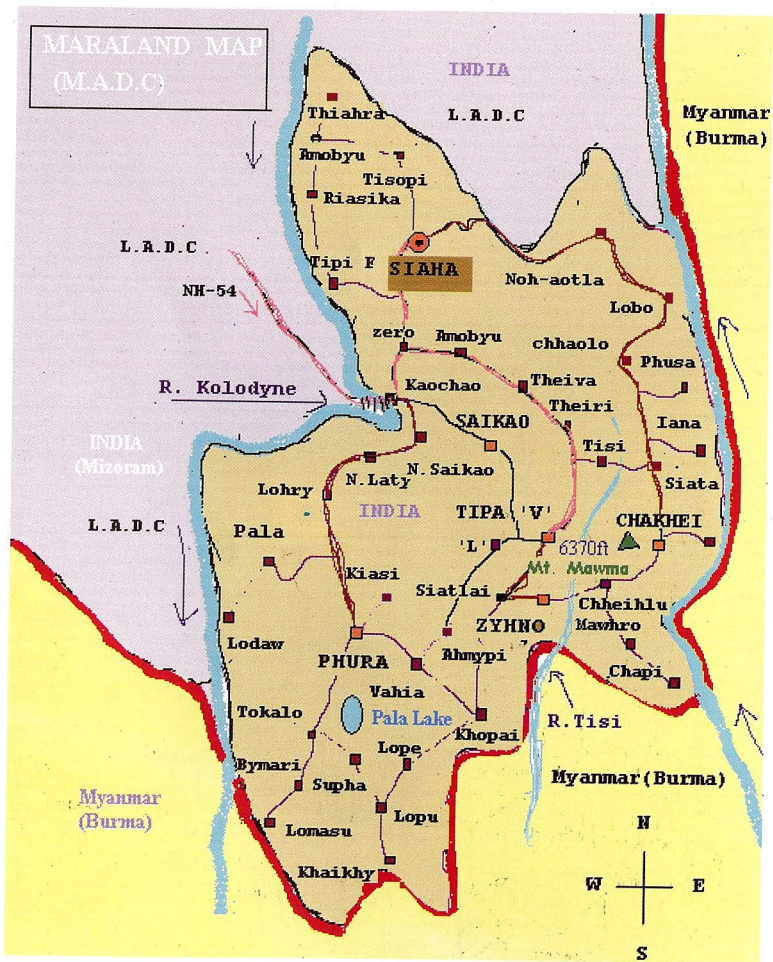 MARALAND MAP
(M.A.D.C)
INDIA
L.A.D.C
Myanmar
(Burma)
Thiahra
Amobyu
Tisopi
Riasika
L.A.D.C
NH-54
Tipi F
SIAHA
Noh-aotla
Lobo
zero
Amobyu
chhaolo
Phusa
R. Kolodyne
Kaochao
Theiva
Theiri
SAIKAO
Iana
Tisi
INDIA
(Mizoram)
N.Laty
N.Saikao
Siata
Lohry
INDIA
TIPA 'V'
CHAKHEI
L.A.D.C
Pala
'L'
6370ft
Mt. Mawma
Kiasi
Siatlai
Chheihlu
ZYHNO
Mawhro
Lodaw
PHURA
Ahmypi
Chapi
Vahia
Tokalo
Pala Lake
Khopai
R.Tisi
Lope
Bymari
Supha
Myanmar(Burma)
Myanmar
(Burma)
Lomasu
Lopu
Khaikhy
N
W
E
S